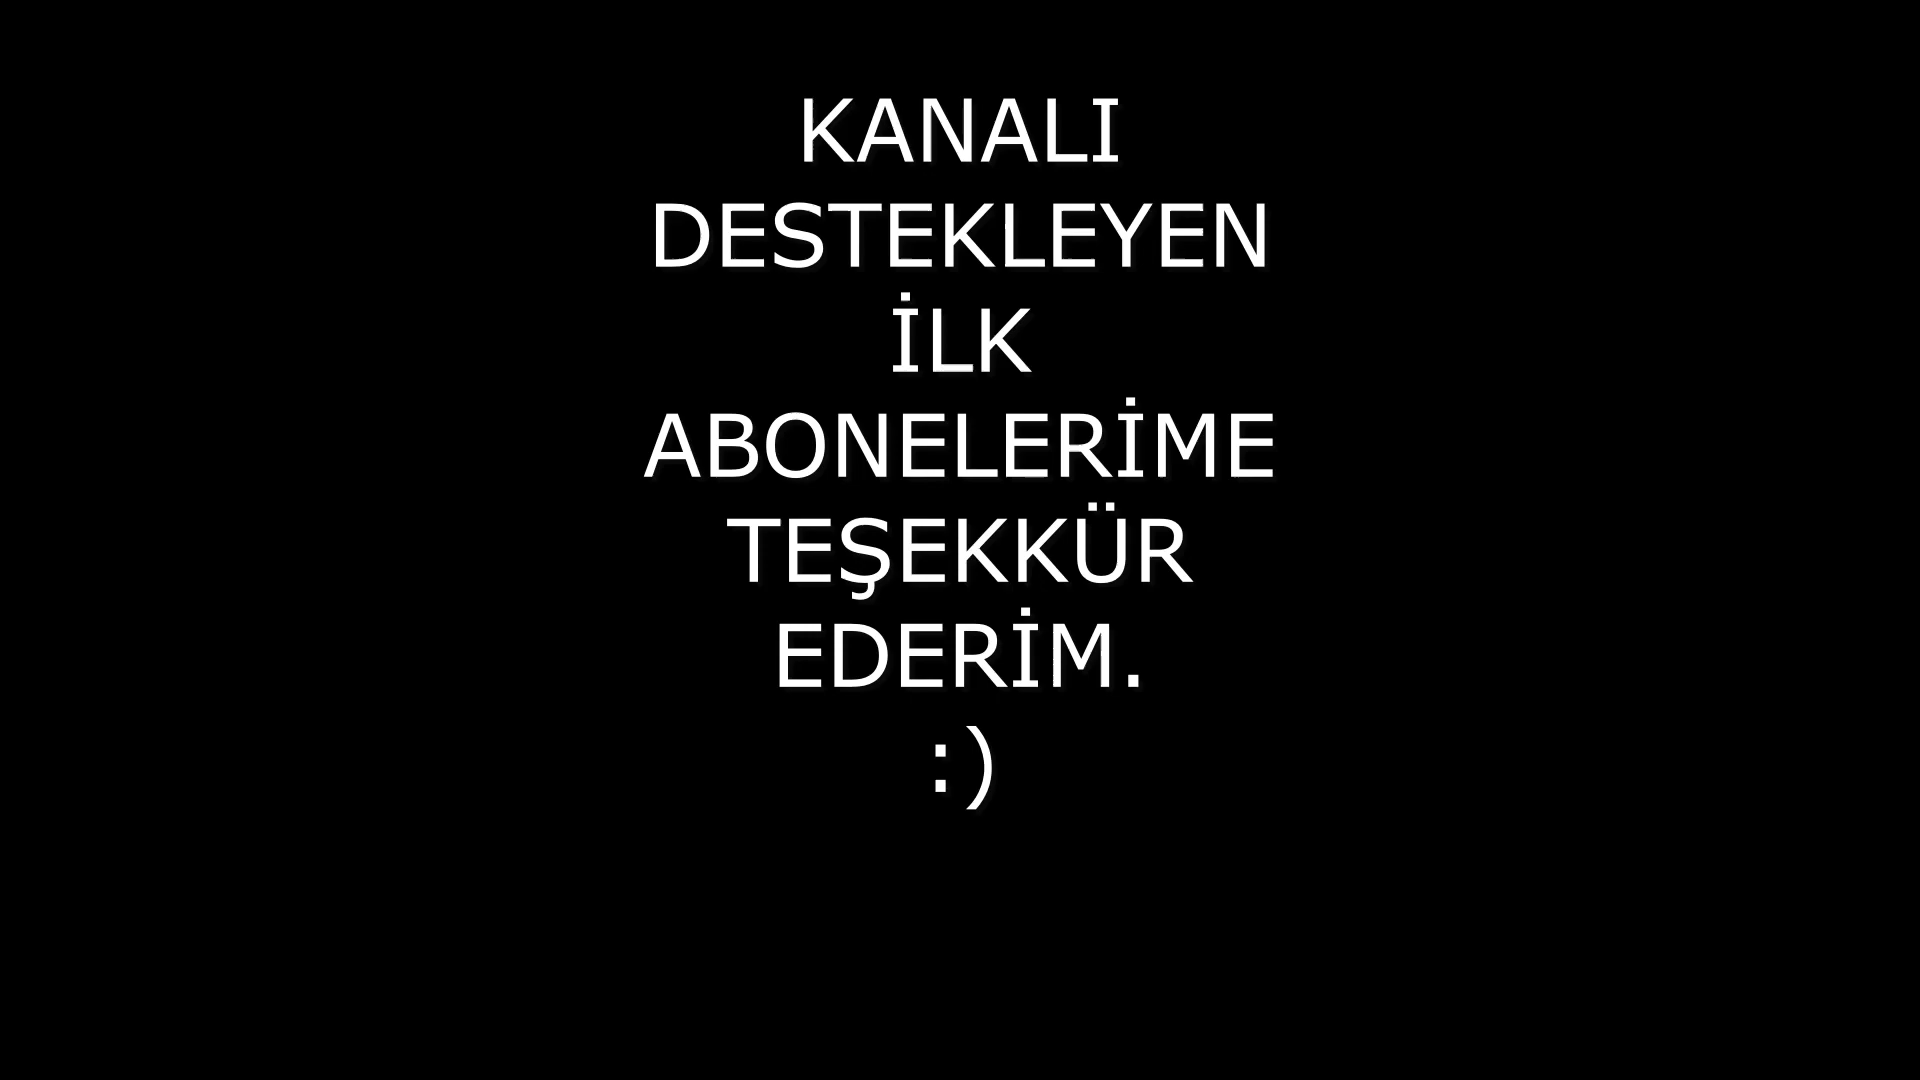 KANALI
DESTEKLEYEN
İLK
ABONELERİME
TEŞEKKÜR
EDERİM.
:)